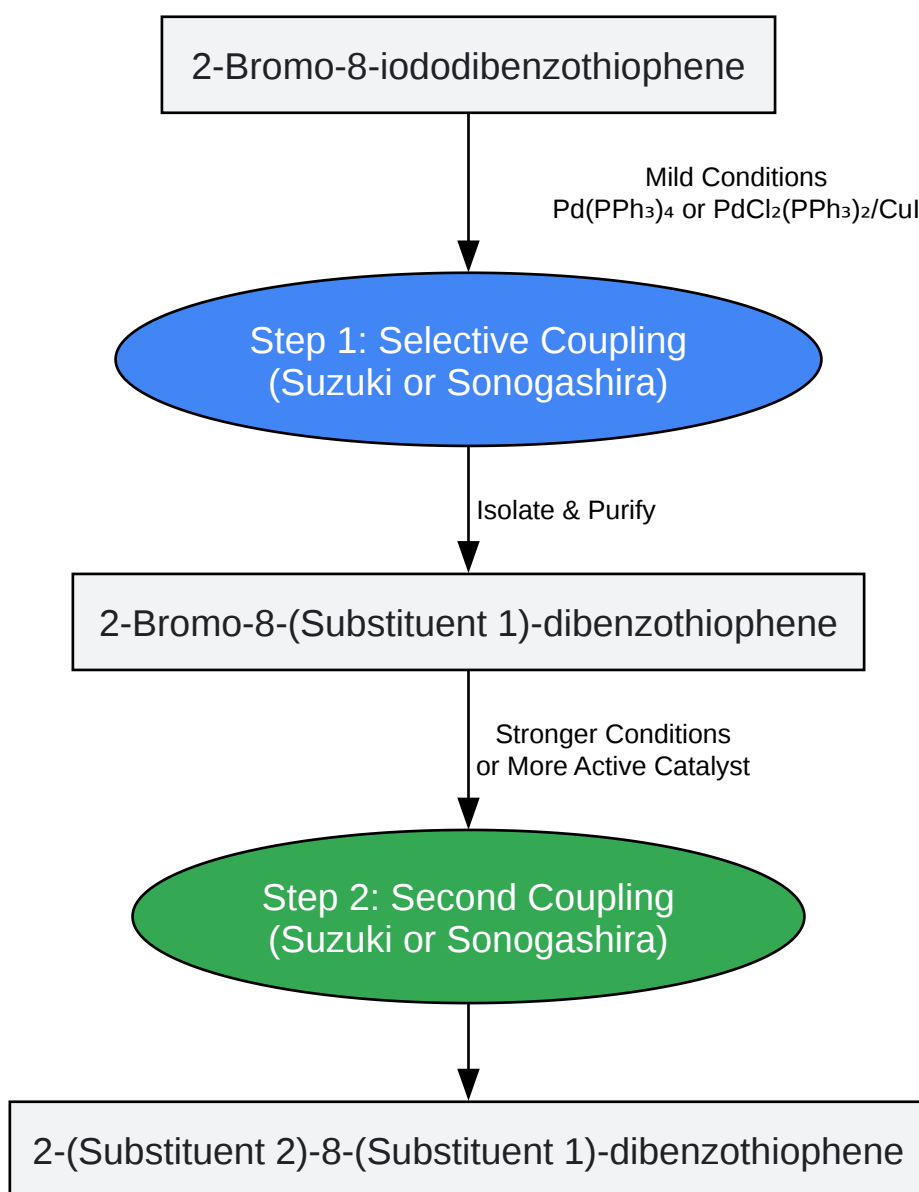 2-Bromo-8-iododibenzothiophene
Mild Conditions
Pd(PPh₃)₄ or PdCl₂(PPh₃)₂/CuI
Step 1: Selective Coupling
(Suzuki or Sonogashira)
Isolate & Purify
2-Bromo-8-(Substituent 1)-dibenzothiophene
Stronger Conditions
or More Active Catalyst
Step 2: Second Coupling
(Suzuki or Sonogashira)
2-(Substituent 2)-8-(Substituent 1)-dibenzothiophene